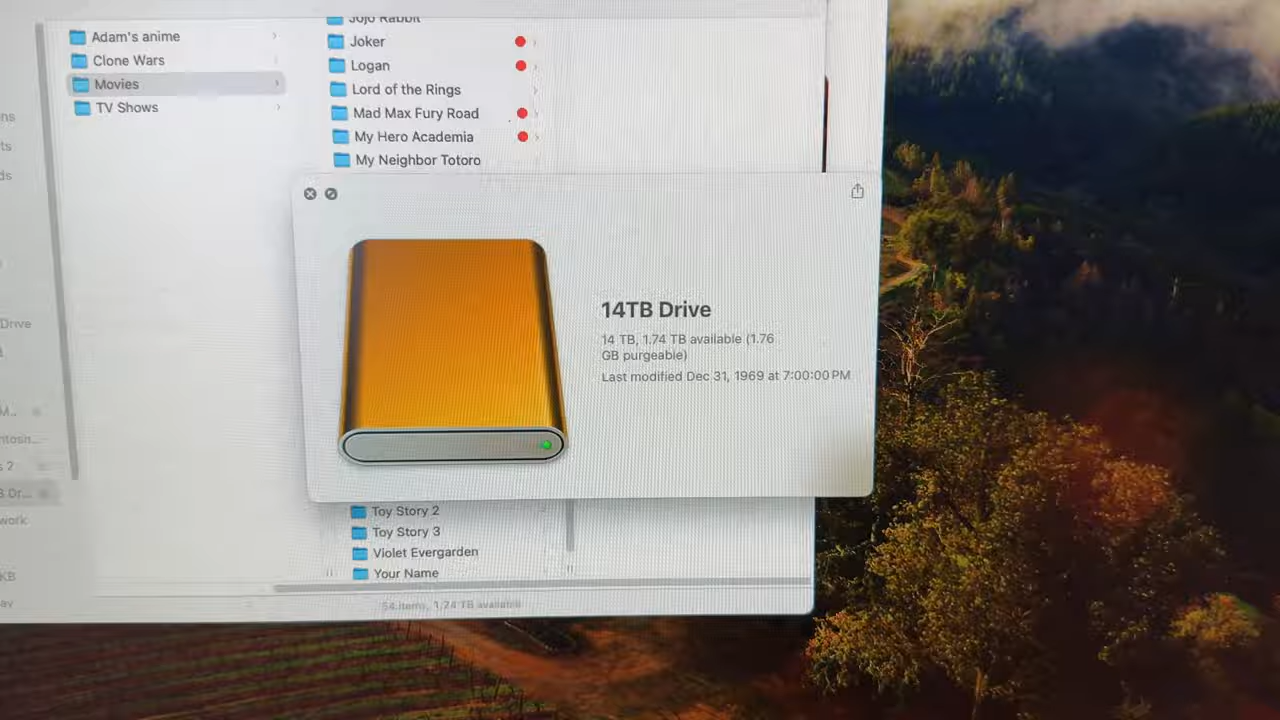 Jojo Rabbit
Adam's anime
Joker
Clone Wars
Logan
Movies
Lord of the Rings
TV Shows
Mad Max Fury Road
My Hero Academia
My Neighbor Totoro
14TB Drive
14 TB, 1.74 TB available (1.76
GB purgeable)
Last modified Dec 31, 1969 at 7:00:00 PM
Drive
Toy Story 2
Toy Story 3
Violet Evergarden
Your Name
KB
54 items, 1.74 TB available